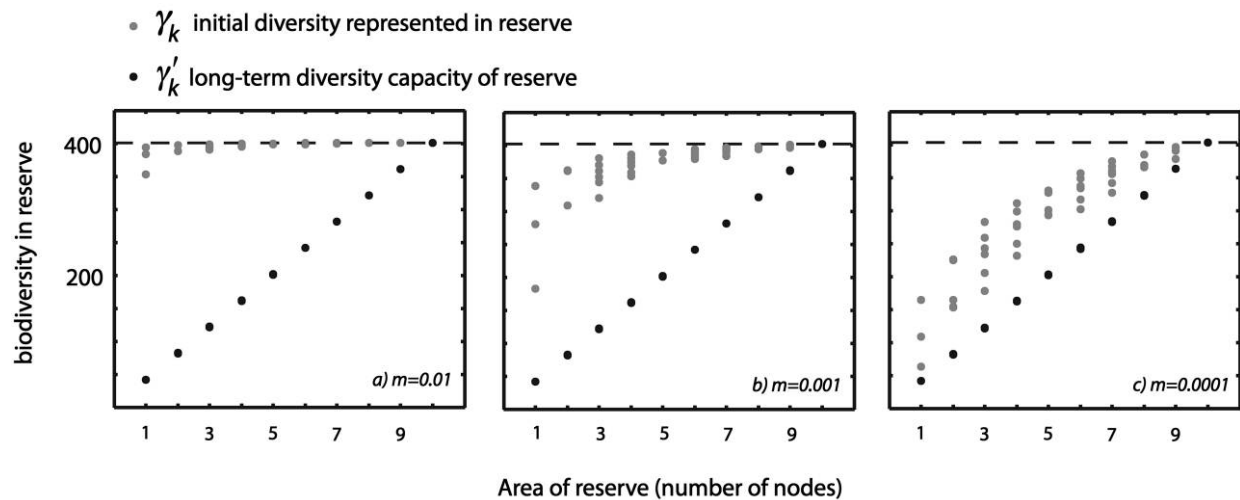 γk initial diversity represented in reserve
γ′k long-term diversity capacity of reserve
biodiversity in reserve
400
200
a) m=0.01
b) m=0.001
c) m=0.0001
1 3 5 7 9 1 3 5 7 9 1 3 5 7 9
Area of reserve (number of nodes)